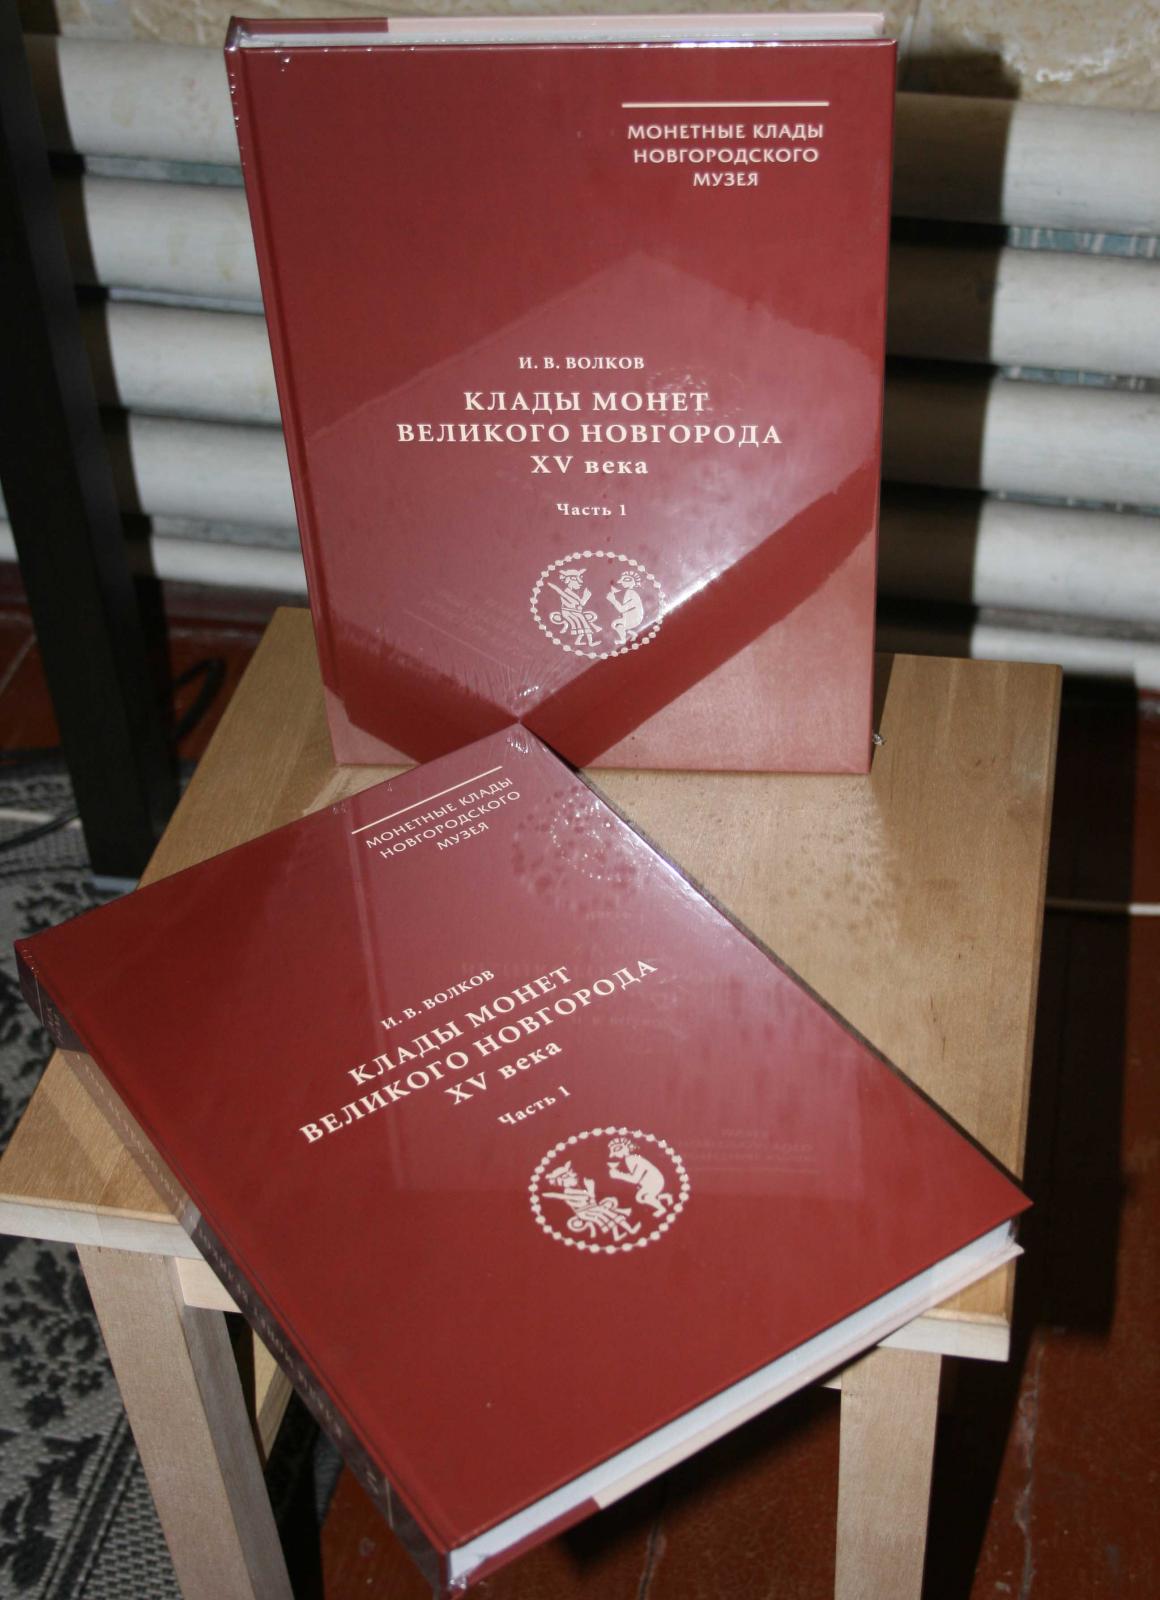 МОНЕТНЫЕ КЛАДЫ
НОВГОРОДСКОГО
МУЗЕЯ
И. В. ВОЛКОВ
КЛАДЫ МОНЕТ
ВЕЛИКОГО НОВГОРОДА
XV века
Часть 1
МОНЕТНЫЕ КЛАДЫ
НОВГОРОДСКОГО
МУЗЕЯ
И. В. ВОЛКОВ
КЛАДЫ МОНЕТ
ВЕЛИКОГО НОВГОРОДА
XV века
Часть 1